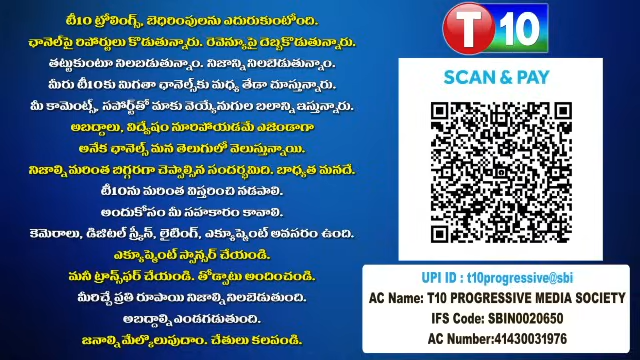 టీ10 ట్రోలింగ్స్, బెధిరింపులను ఎదురుకుంటోంది.
ఛానెల్‌పై రిపోర్టులు కొడుతున్నారు. రెవెన్యూపై దెబ్బకొడుతున్నారు.
తట్టుకుంటూ నిలబడుతున్నాం. నిజాన్ని నిలబెడుతున్నాం.
మీరు టీ10కు మిగతా ఛానెల్స్‌కు మధ్య తేడా చూస్తున్నారు.
మీ కామెంట్స్, సపోర్ట్‌తో మాకు వెయ్యేనుగుల బలాన్ని ఇస్తున్నారు.
అబద్దాలు, విద్వేషం నూరిపోయడమే ఎజెండాగా
అనేక ఛానెల్స్ మన తెలుగులో వెలుస్తున్నాయి.
నిజాల్ని మరింత బిగ్గరగా చెప్పాల్సిన సందర్భమిది. బాధ్యత మనదే.
టీ10ను మరింత విస్తరించి నడపాలి.
అందుకోసం మీ సహకారం కావాలి.
కెమెరాలు, డిజిటల్ స్క్రీన్, లైటింగ్, ఎక్యూప్మెంట్ అవసరం ఉంది.
ఎక్యూప్మెంట్ స్పాన్సర్ చేయండి.
మనీ ట్రాన్స్‌ఫర్ చేయండి. తోడ్పాటు అందించండి.
మీరిచ్చే ప్రతి రూపాయి నిజాల్ని నిలబెడుతుంది.
అబద్దాల్ని ఎండగడుతుంది.
జనాల్ని మేల్కొలుపుదాం. చేతులు కలపండి.
T 10
SCAN & PAY
UPI ID : t10progressive@sbi
AC Name: T10 PROGRESSIVE MEDIA SOCIETY
IFS Code: SBIN0020650
AC Number:41430031976